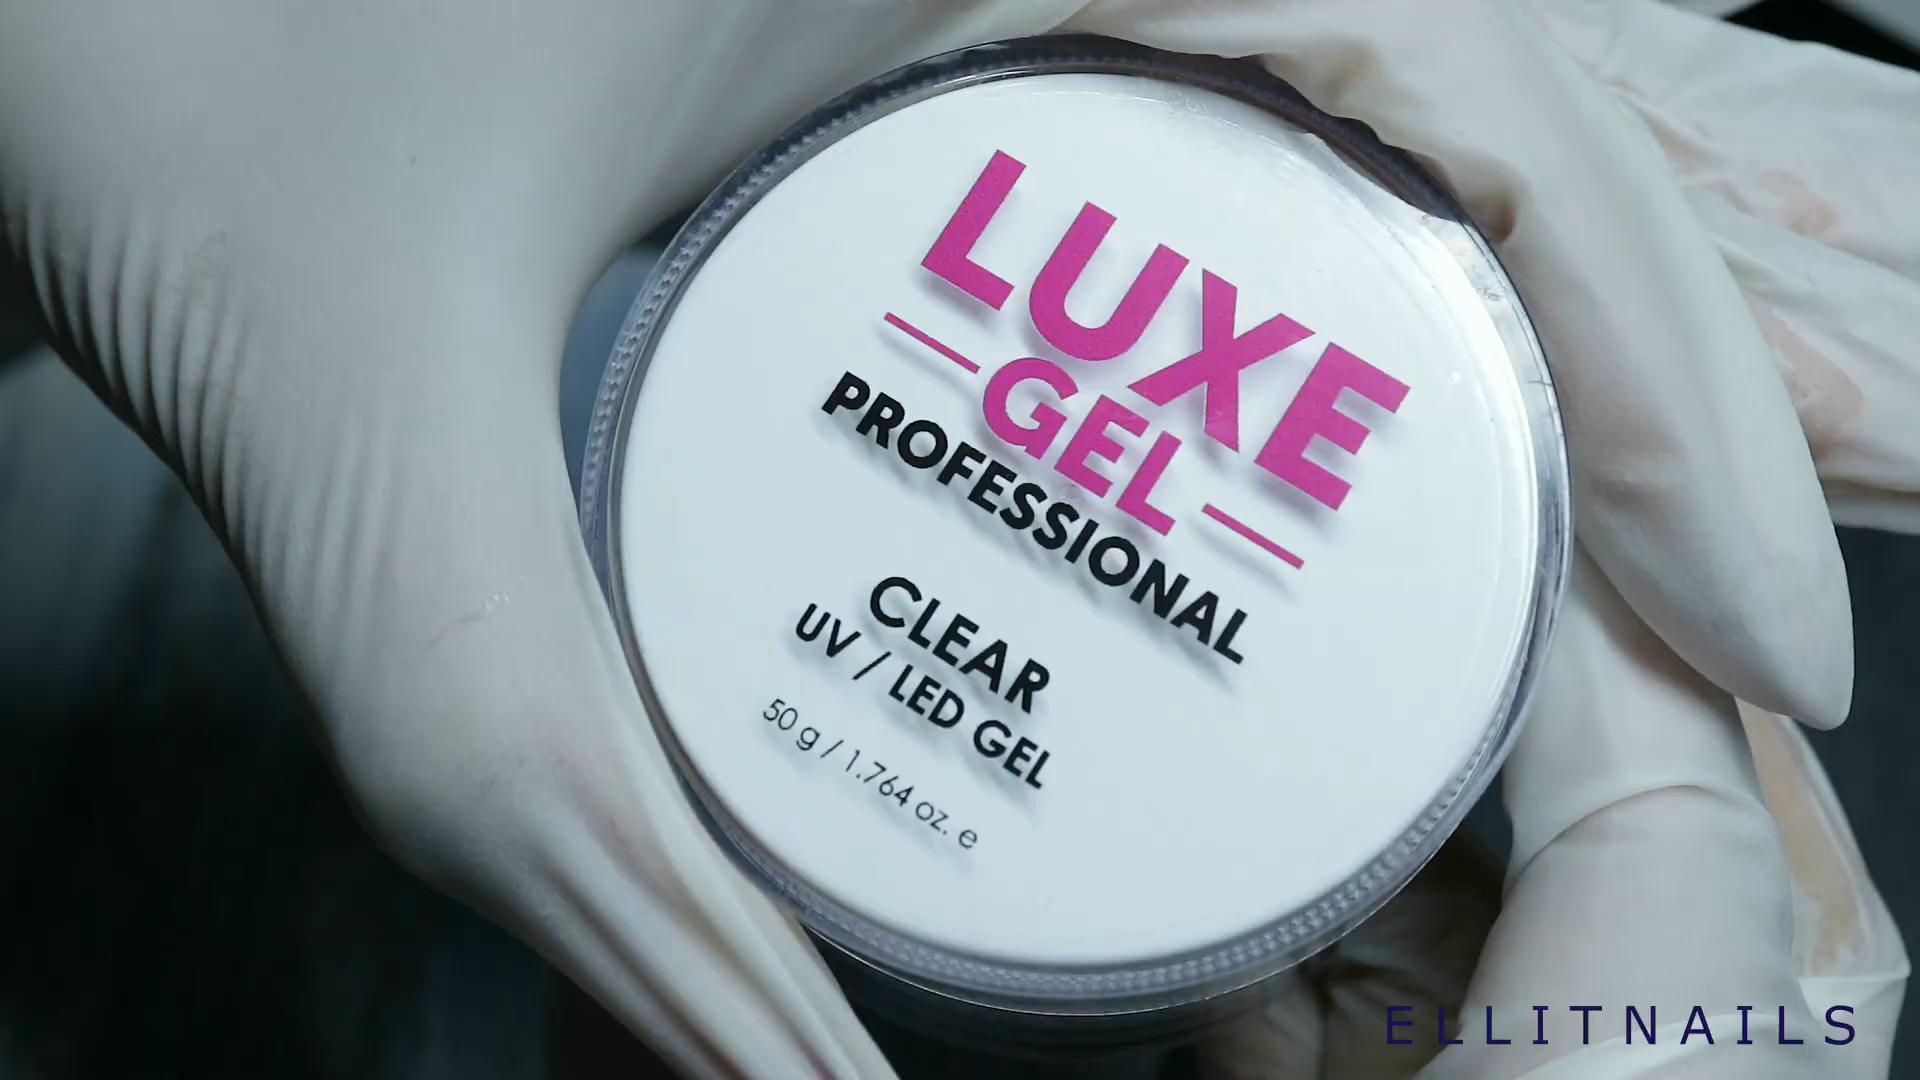 LUXE
GEL
PROFESSIONAL
CLEAR
UV / LED GEL
50 g / 1.764 oz. e
ELLITNAILS